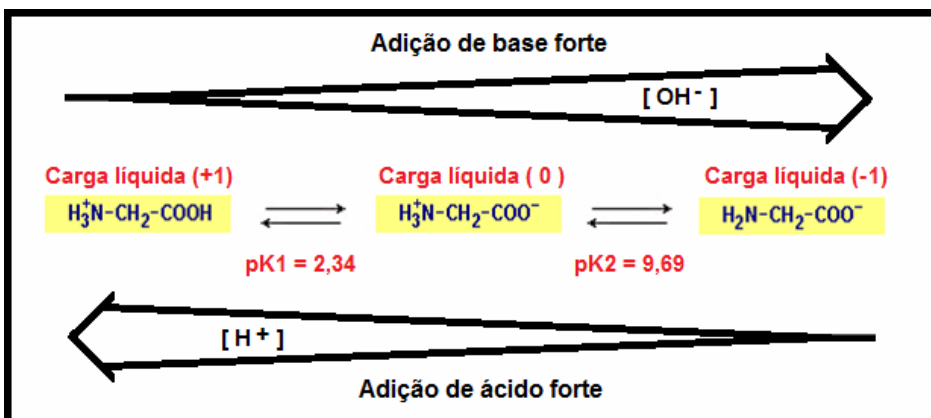 Adição de base forte
[ OH⁻ ]
Carga líquida (+1) Carga líquida ( 0 ) Carga líquida (-1)
H₃⁺N-CH₂-COOH H₃⁺N-CH₂-COO⁻ H₂N-CH₂-COO⁻
pK1 = 2,34 pK2 = 9,69
[ H⁺ ]
Adição de ácido forte